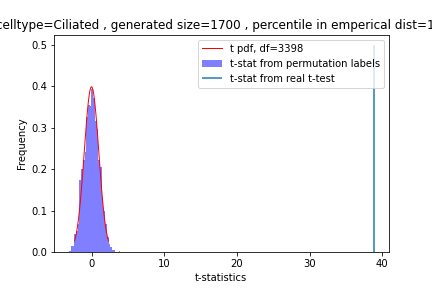 celltype=Ciliated , generated size=1700 , percentile in emperical dist=1
t pdf, df=3398
t-stat from permutation labels
t-stat from real t-test
0.5
0.4
0.3
0.2
0.1
0.0
Frequency
0 10 20 30 40
t-statistics